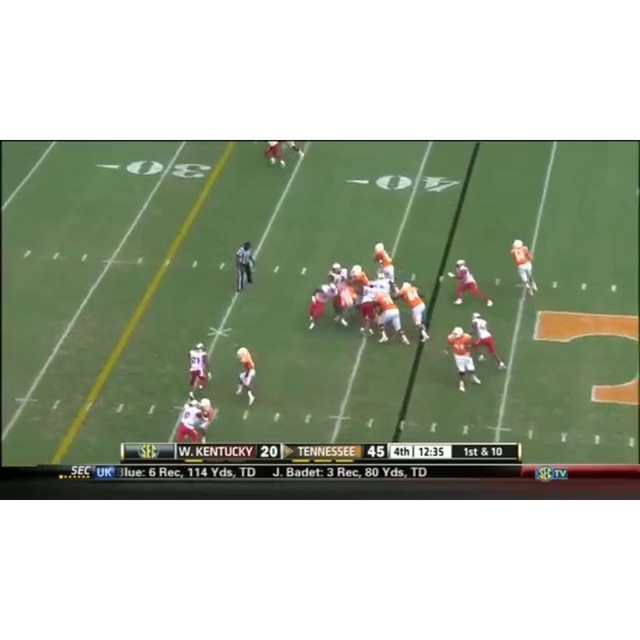 30
40
SEC W. KENTUCKY 20 TENNESSEE 45 4th 12:35 1st & 10
SEC UK Blue: 6 Rec, 114 Yds, TD J. Badet: 3 Rec, 80 Yds, TD SEC TV